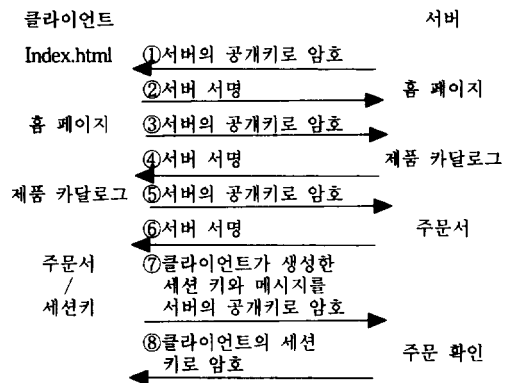 클라이언트 서버
Index.html ①서버의 공개키로 암호
②서버 서명 홈 페이지
홈 페이지 ③서버의 공개키로 암호
④서버 서명 제품 카달로그
제품 카달로그 ⑤서버의 공개키로 암호
⑥서버 서명 주문서
주문서 ⑦클라이언트가 생성한
/ 세션 키와 메시지를
세션키 서버의 공개키로 암호
⑧클라이언트의 세션
키로 암호 주문 확인